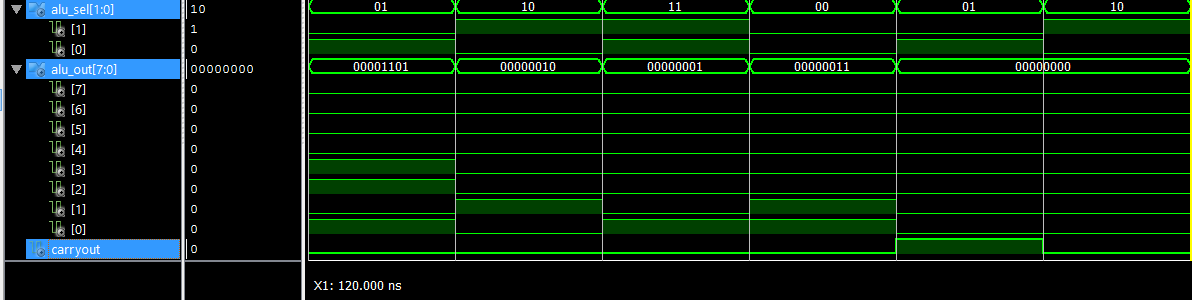 alu_sel[1:0] 10 01 10 11 00 01 10
[1] 1
[0] 0
alu_out[7:0] 00000000 00001101 00000010 00000001 00000011 00000000
[7] 0
[6] 0
[5] 0
[4] 0
[3] 0
[2] 0
[1] 0
[0] 0
carryout 0
X1: 120.000 ns